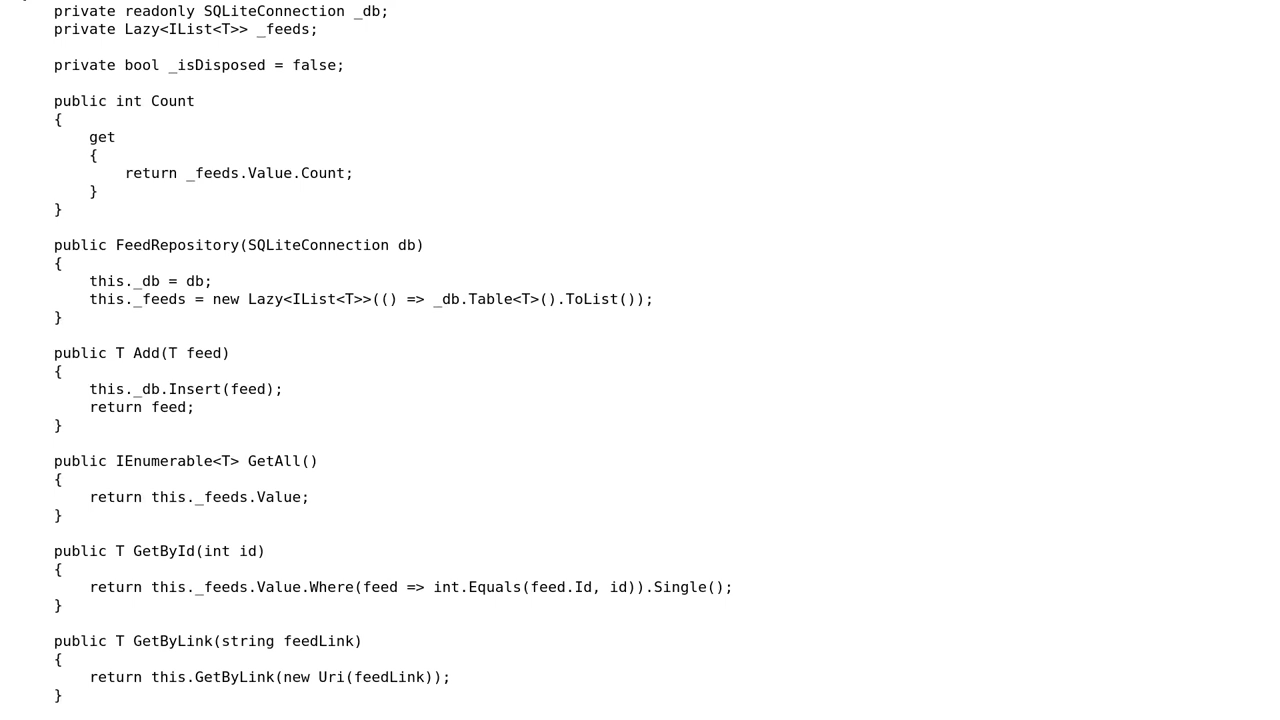 private readonly SQLiteConnection _db;
private Lazy<IList<T>> _feeds;

private bool _isDisposed = false;

public int Count
{
    get
    {
        return _feeds.Value.Count;
    }
}

public FeedRepository(SQLiteConnection db)
{
    this._db = db;
    this._feeds = new Lazy<IList<T>>(() => _db.Table<T>().ToList());
}

public T Add(T feed)
{
    this._db.Insert(feed);
    return feed;
}

public IEnumerable<T> GetAll()
{
    return this._feeds.Value;
}

public T GetById(int id)
{
    return this._feeds.Value.Where(feed => int.Equals(feed.Id, id)).Single();
}

public T GetByLink(string feedLink)
{
    return this.GetByLink(new Uri(feedLink));
}